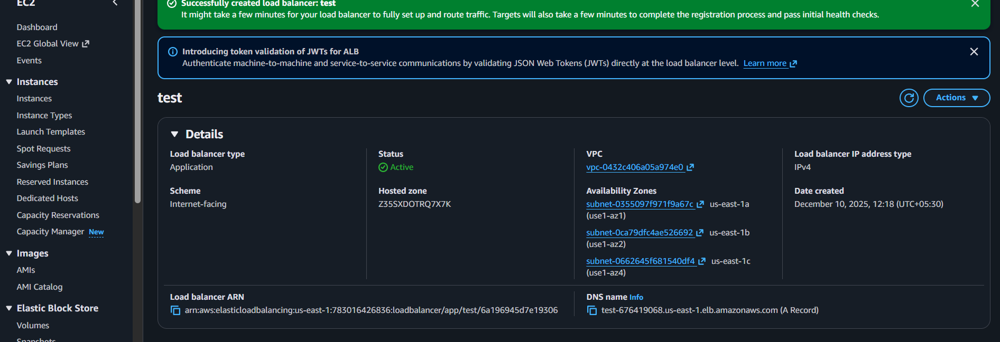 EC2
Dashboard
EC2 Global View
Events
Instances
Instances
Instance Types
Launch Templates
Spot Requests
Savings Plans
Reserved Instances
Dedicated Hosts
Capacity Reservations
Capacity Manager New
Images
AMIs
AMI Catalog
Elastic Block Store
Volumes
Snapshots
Successfully created load balancer: test
It might take a few minutes for your load balancer to fully set up and route traffic. Targets will also take a few minutes to complete the registration process and pass initial health checks.
Introducing token validation of JWTs for ALB
Authenticate machine-to-machine and service-to-service communications by validating JSON Web Tokens (JWTs) directly at the load balancer level. Learn more
test
Actions
Details
Load balancer type
Application
Scheme
Internet-facing
Status
Active
Hosted zone
Z35SXDOTRQ7X7K
VPC
vpc-0432c406a05a974e0
Availability Zones
subnet-0355097f971f9a67c us-east-1a
(use1-az1)
subnet-0ca79dfc4ae526692 us-east-1b
(use1-az2)
subnet-0662645f681540df4 us-east-1c
(use1-az4)
Load balancer IP address type
IPv4
Date created
December 10, 2025, 12:18 (UTC+05:30)
Load balancer ARN
arn:aws:elasticloadbalancing:us-east-1:783016426836:loadbalancer/app/test/6a196945d7e19306
DNS name Info
test-676419068.us-east-1.elb.amazonaws.com (A Record)